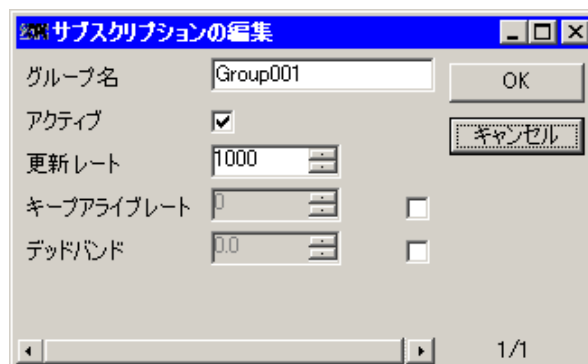 サブスクリプションの編集
グループ名 Group001 OK
アクティブ キャンセル
更新レート 1000
キープアライブレート 0
デッドバンド 0.0
1/1